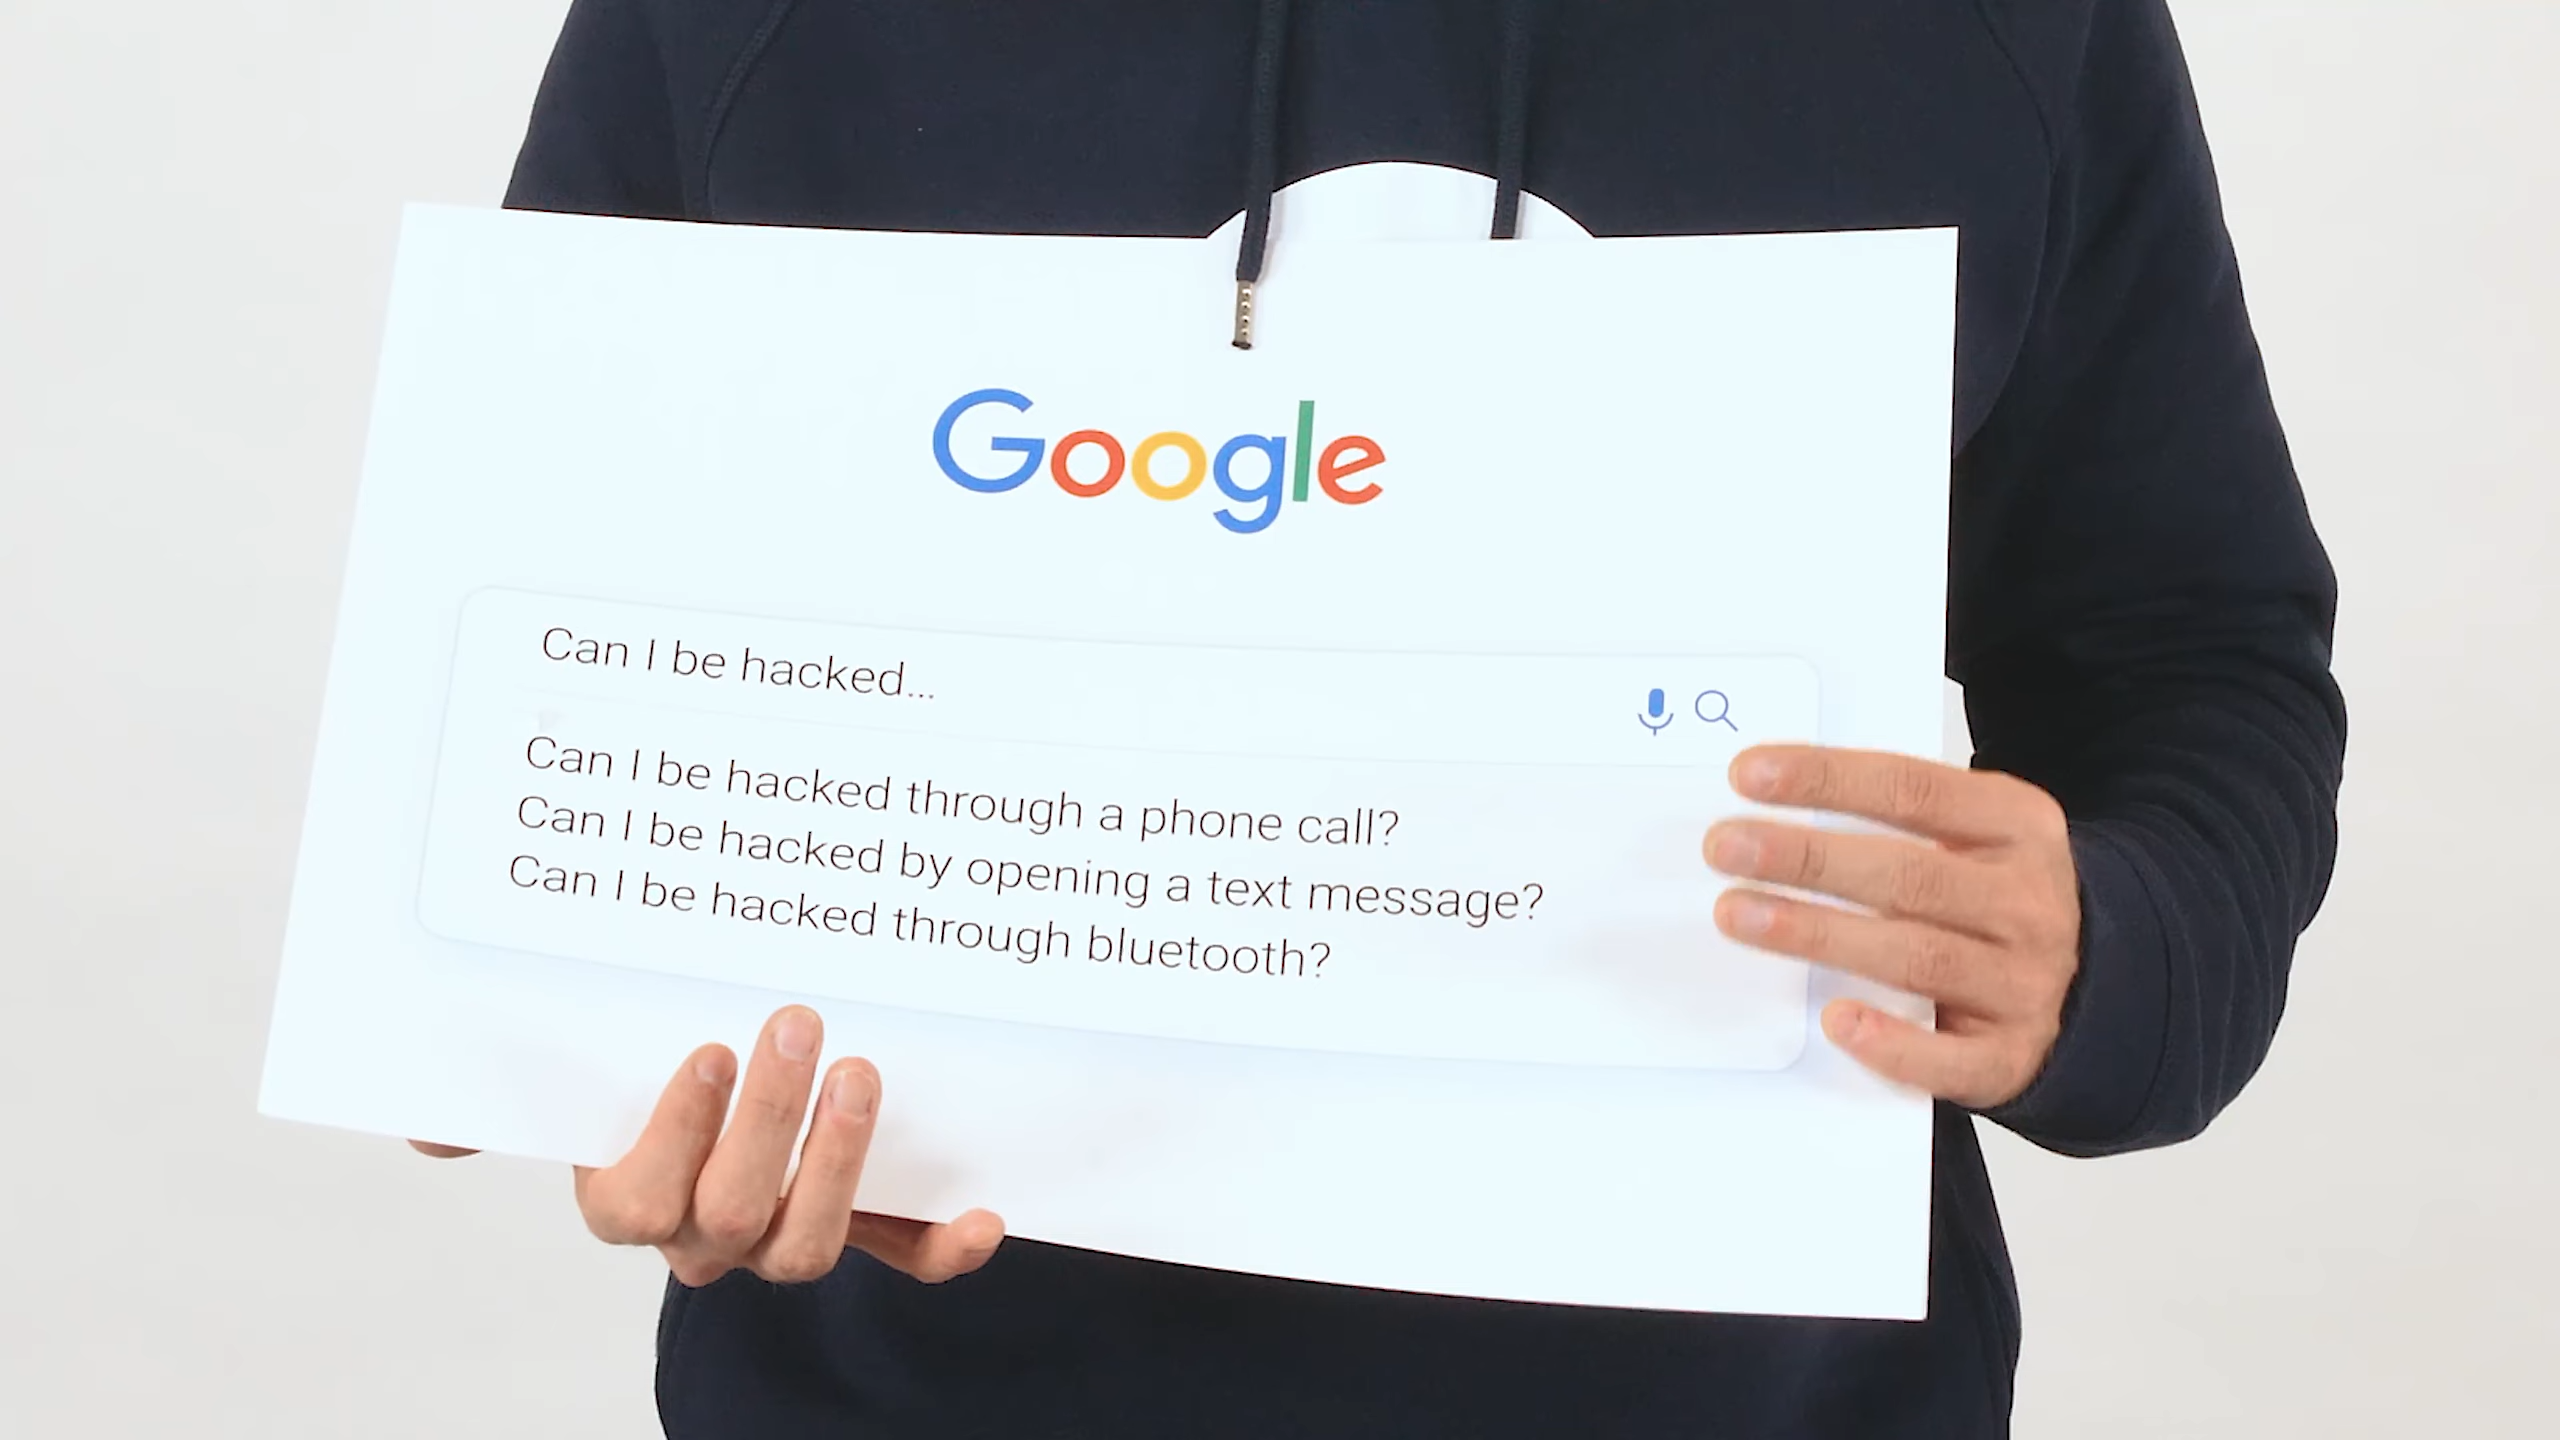 Google
Can I be hacked...
Can I be hacked through a phone call?
Can I be hacked by opening a text message?
Can I be hacked through bluetooth?